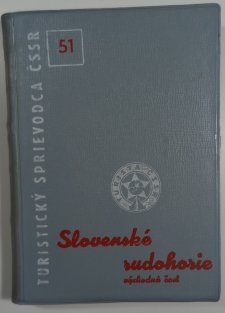 TURISTICKÝ SPRIEVODCA ČSSR
51
Slovenské
rudohorie
východná časť